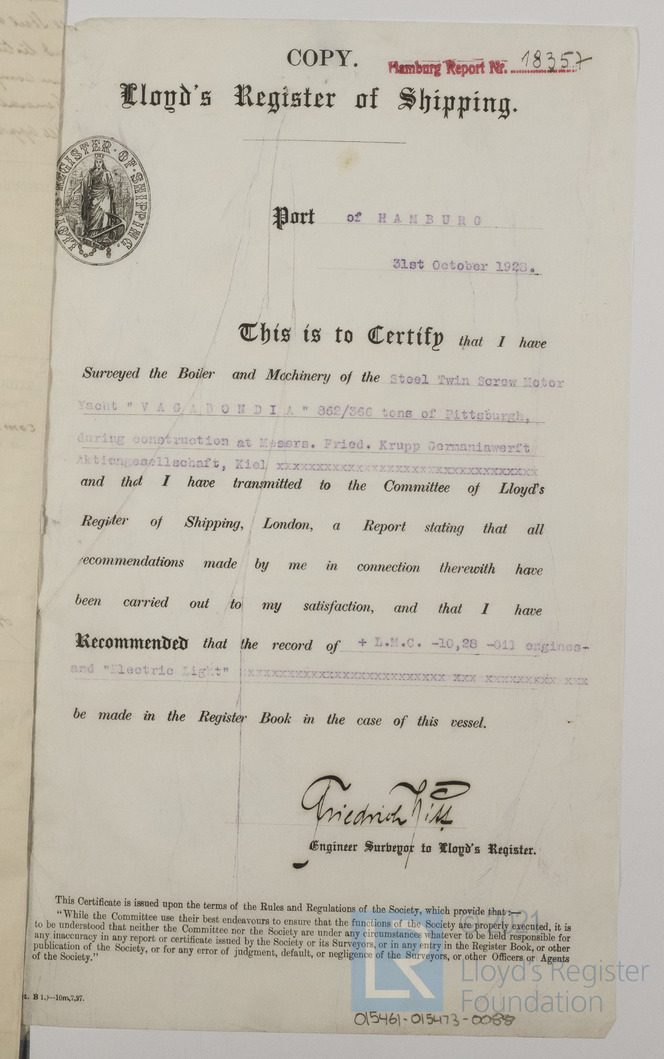 COPY.
Hamburg Report Nr. 18357
Lloyd's Register of Shipping.
LLOYD'S REGISTER OF SHIPPING.
Port of HAMBURG
31st October 1928.
This is to Certify that I have
Surveyed the Boiler and Machinery of the Steel Twin Screw Motor
Yacht "VAGABONDIA" 862/366 tons of Pittsburgh,
during construction at Messrs. Fried. Krupp Germaniawerft
Aktiengesellschaft, Kiel xxxxxxxxxxxxxxxxxxxxxxxxxxxxxxxxxx
and that I have transmitted to the Committee of Lloyd's
Register of Shipping, London, a Report stating that all
recommendations made by me in connection therewith have
been carried out to my satisfaction, and that I have
Recommended that the record of + L.M.C. -10,28 -Oil engines-
and "Electric Light" xxxxxxxxxxxxxxxxxxxxxxxxxx xxx xxxxxxxxx xxx
be made in the Register Book in the case of this vessel.
Friedrich
Engineer Surveyor to Lloyd's Register.
This Certificate is issued upon the terms of the Rules and Regulations of the Society, which provide that:—
"While the Committee use their best endeavours to ensure that the functions of the Society are properly executed, it is
to be understood that neither the Committee nor the Society are under any circumstances whatever to be held responsible for
any inaccuracy in any report or certificate issued by the Society or its Surveyors, or in any entry in the Register Book, or other
publication of the Society, or for any error of judgment, default, or negligence of the Surveyors, or other Officers or Agents
of the Society."
t. B 1.)—10m,7,27.
© 2021
LR Lloyd's Register
Foundation
015461-015473-0088